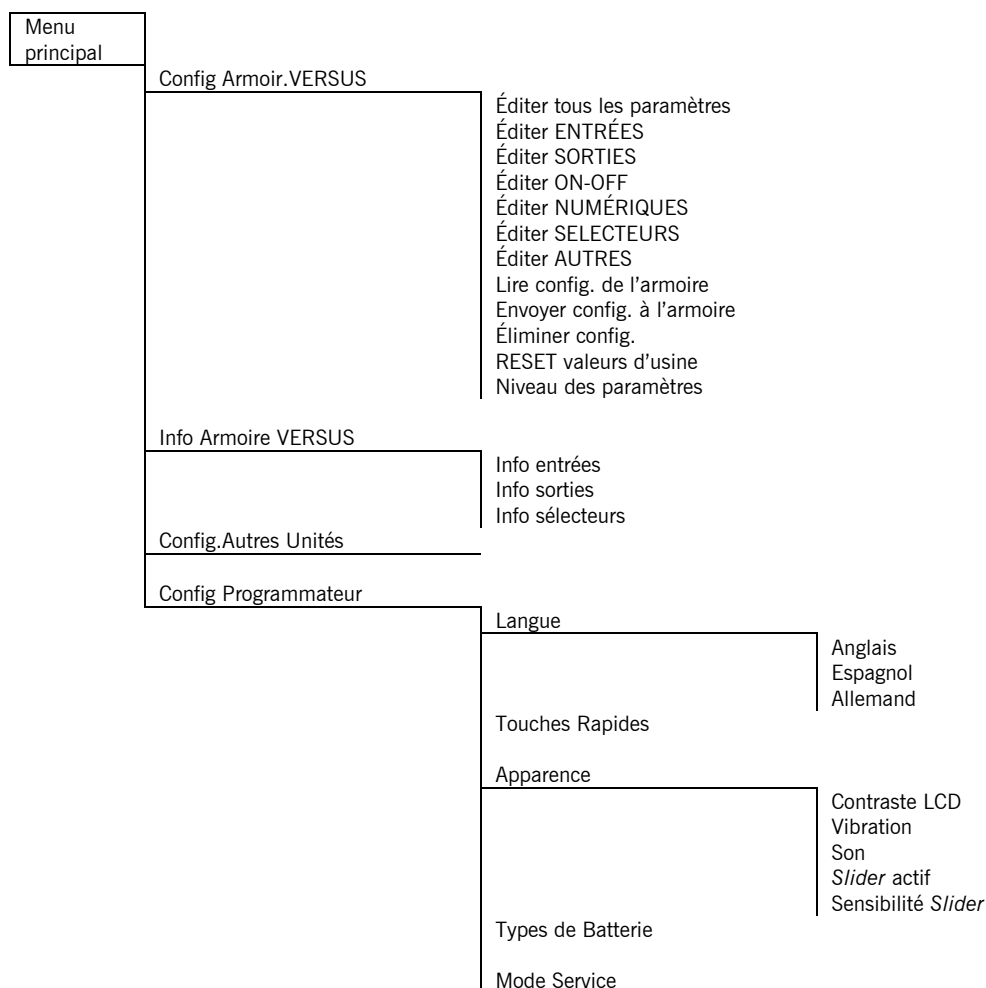 Menu
principal
Config Armoir.VERSUS
Éditer tous les paramètres
Éditer ENTRÉES
Éditer SORTIES
Éditer ON-OFF
Éditer NUMÉRIQUES
Éditer SELECTEURS
Éditer AUTRES
Lire config. de l’armoire
Envoyer config. à l’armoire
Éliminer config.
RESET valeurs d’usine
Niveau des paramètres
Info Armoire VERSUS
Info entrées
Info sorties
Info sélecteurs
Config.Autres Unités
Config Programmateur
Langue
Anglais
Espagnol
Allemand
Touches Rapides
Apparence
Contraste LCD
Vibration
Son
Slider actif
Sensibilité Slider
Types de Batterie
Mode Service